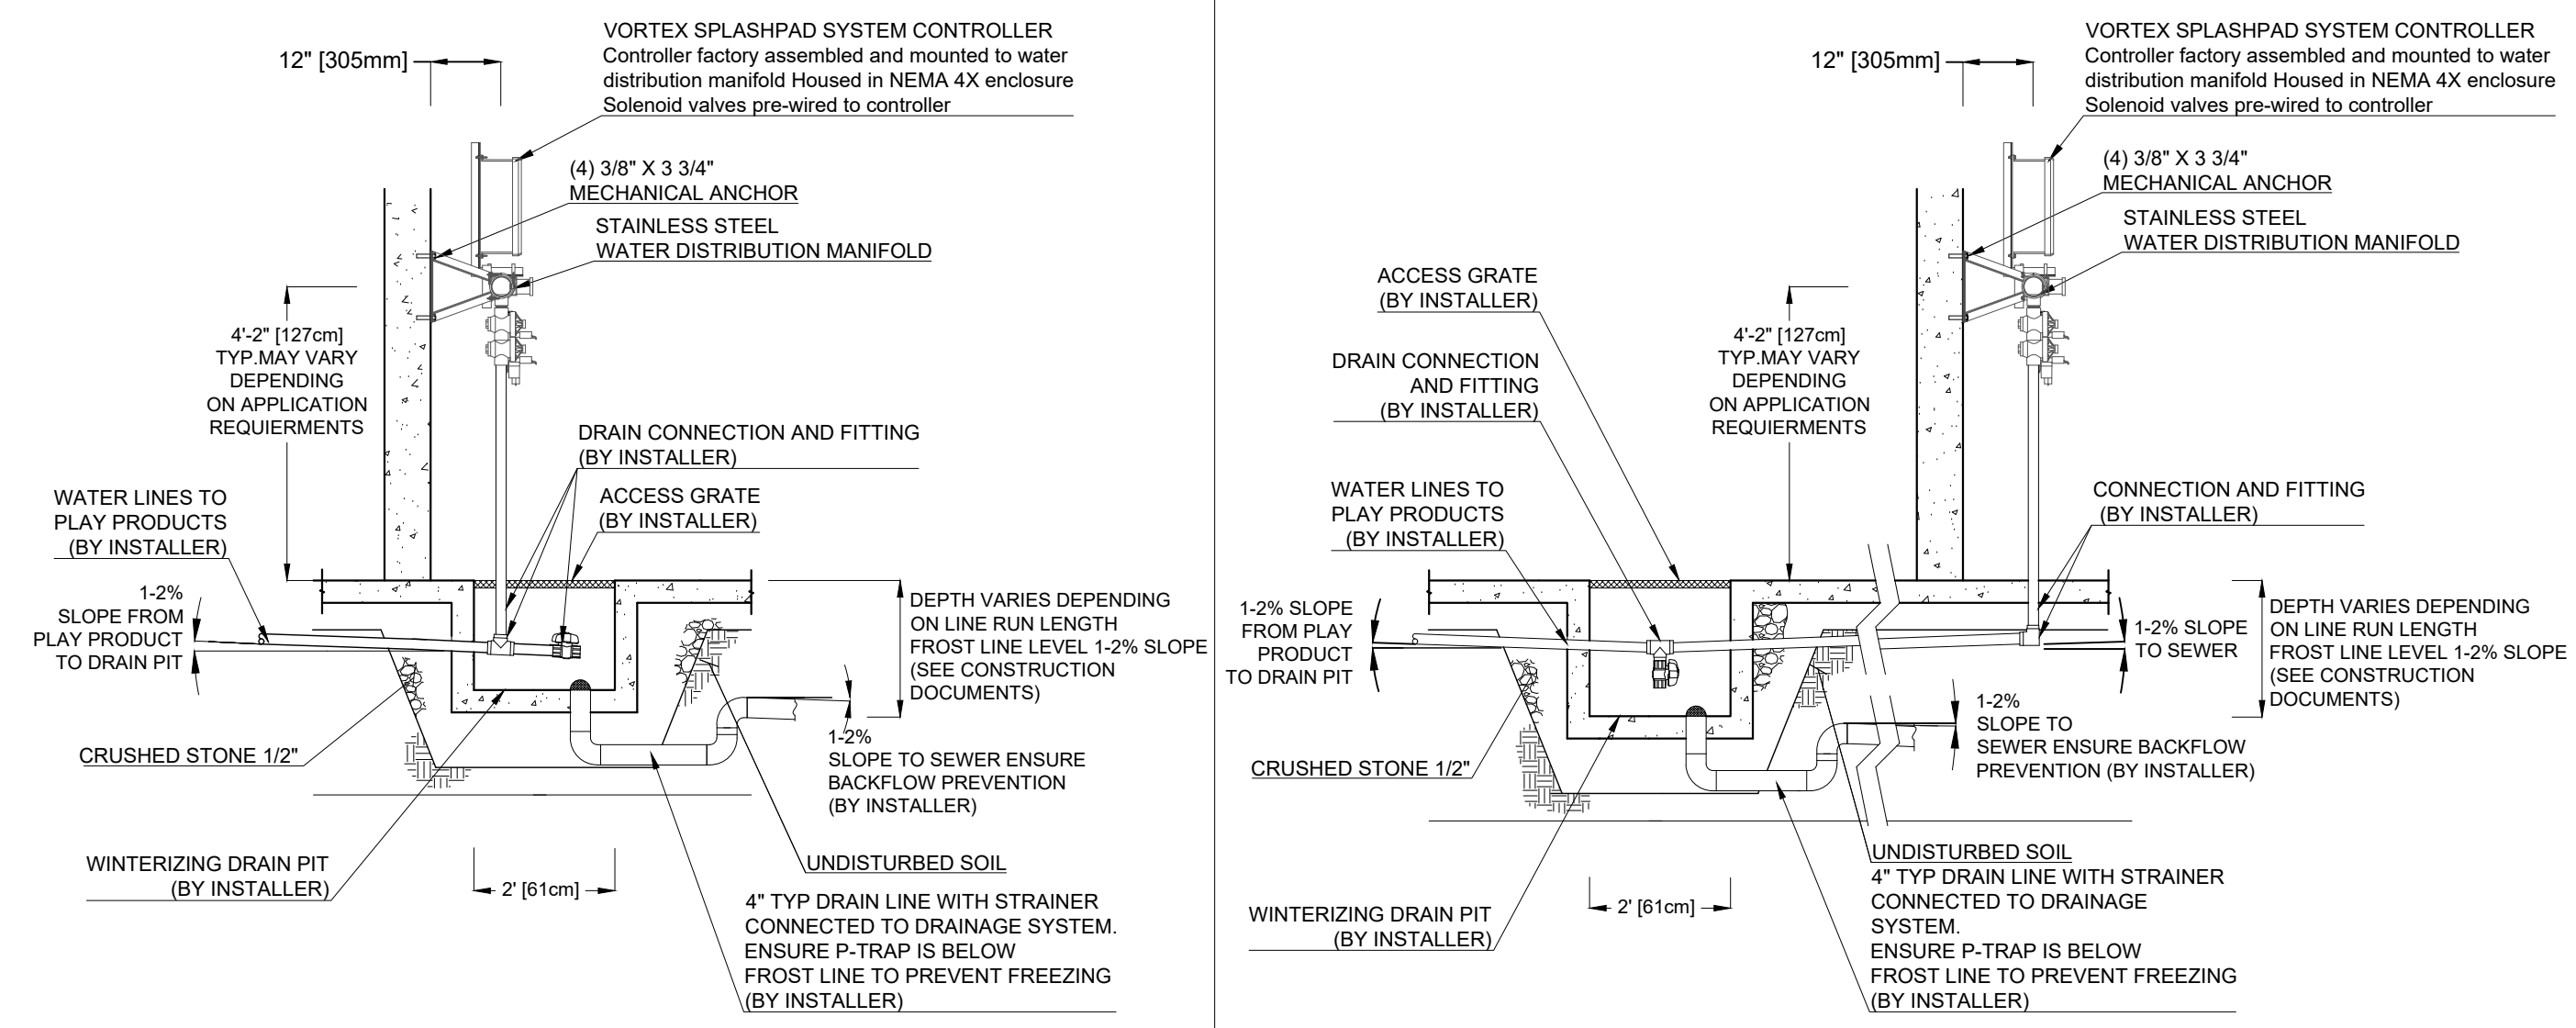 VORTEX SPLASHPAD SYSTEM CONTROLLER
Controller factory assembled and mounted to water
distribution manifold Housed in NEMA 4X enclosure
Solenoid valves pre-wired to controller
12" [305mm]
(4) 3/8" X 3 3/4"
MECHANICAL ANCHOR
STAINLESS STEEL
WATER DISTRIBUTION MANIFOLD
4'-2" [127cm]
TYP.MAY VARY
DEPENDING
ON APPLICATION
REQUIERMENTS
DRAIN CONNECTION AND FITTING
(BY INSTALLER)
ACCESS GRATE
(BY INSTALLER)
WATER LINES TO
PLAY PRODUCTS
(BY INSTALLER)
1-2%
SLOPE FROM
PLAY PRODUCT
TO DRAIN PIT
DEPTH VARIES DEPENDING
ON LINE RUN LENGTH
FROST LINE LEVEL 1-2% SLOPE
(SEE CONSTRUCTION
DOCUMENTS)
1-2%
SLOPE TO SEWER ENSURE
BACKFLOW PREVENTION
(BY INSTALLER)
CRUSHED STONE 1/2"
WINTERIZING DRAIN PIT
(BY INSTALLER)
2' [61cm]
UNDISTURBED SOIL
4" TYP DRAIN LINE WITH STRAINER
CONNECTED TO DRAINAGE SYSTEM.
ENSURE P-TRAP IS BELOW
FROST LINE TO PREVENT FREEZING
(BY INSTALLER)
VORTEX SPLASHPAD SYSTEM CONTROLLER
Controller factory assembled and mounted to water
distribution manifold Housed in NEMA 4X enclosure
Solenoid valves pre-wired to controller
12" [305mm]
(4) 3/8" X 3 3/4"
MECHANICAL ANCHOR
STAINLESS STEEL
WATER DISTRIBUTION MANIFOLD
ACCESS GRATE
(BY INSTALLER)
DRAIN CONNECTION
AND FITTING
(BY INSTALLER)
4'-2" [127cm]
TYP.MAY VARY
DEPENDING
ON APPLICATION
REQUIERMENTS
WATER LINES TO
PLAY PRODUCTS
(BY INSTALLER)
CONNECTION AND FITTING
(BY INSTALLER)
1-2% SLOPE
FROM PLAY
PRODUCT
TO DRAIN PIT
1-2% SLOPE
TO SEWER
DEPTH VARIES DEPENDING
ON LINE RUN LENGTH
FROST LINE LEVEL 1-2% SLOPE
(SEE CONSTRUCTION
DOCUMENTS)
1-2%
SLOPE TO
SEWER ENSURE BACKFLOW
PREVENTION (BY INSTALLER)
CRUSHED STONE 1/2"
WINTERIZING DRAIN PIT
(BY INSTALLER)
2' [61cm]
UNDISTURBED SOIL
4" TYP DRAIN LINE WITH STRAINER
CONNECTED TO DRAINAGE
SYSTEM.
ENSURE P-TRAP IS BELOW
FROST LINE TO PREVENT FREEZING
(BY INSTALLER)